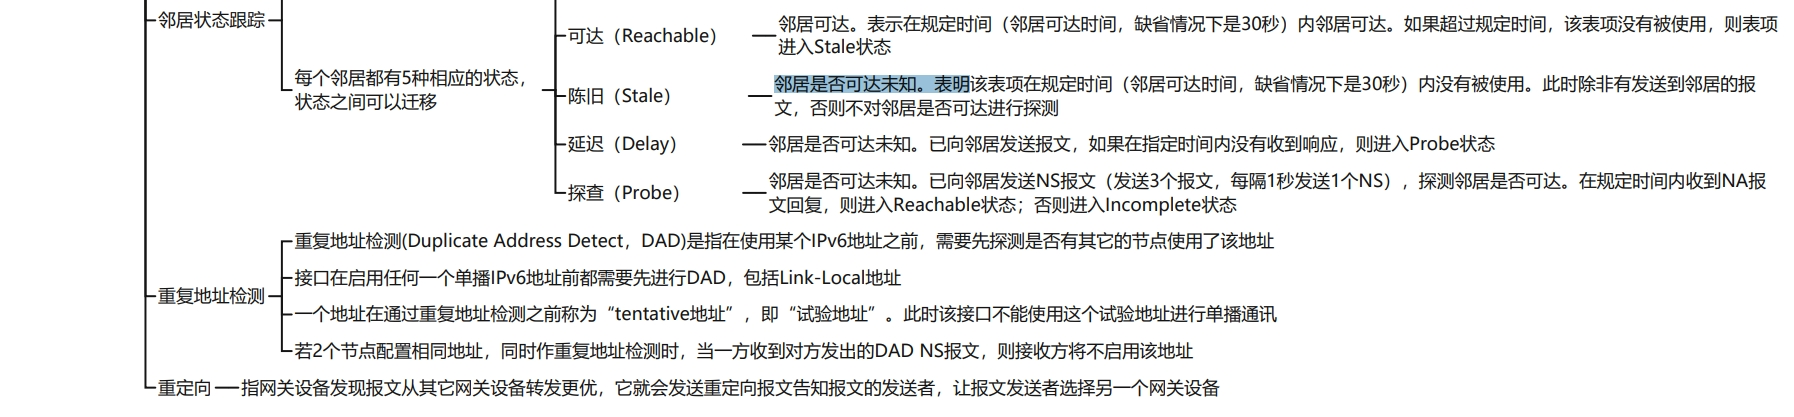 邻居状态跟踪
每个邻居都有5种相应的状态，
状态之间可以迁移
可达（Reachable）
邻居可达。表示在规定时间（邻居可达时间，缺省情况下是30秒）内邻居可达。如果超过规定时间，该表项没有被使用，则表项
进入Stale状态
陈旧（Stale）
邻居是否可达未知。表明该表项在规定时间（邻居可达时间，缺省情况下是30秒）内没有被使用。此时除非有发送到邻居的报
文，否则不对邻居是否可达进行探测
延迟（Delay）
邻居是否可达未知。已向邻居发送报文，如果在指定时间内没有收到响应，则进入Probe状态
探查（Probe）
邻居是否可达未知。已向邻居发送NS报文（发送3个报文，每隔1秒发送1个NS），探测邻居是否可达。在规定时间内收到NA报
文回复，则进入Reachable状态；否则进入Incomplete状态
重复地址检测
重复地址检测(Duplicate Address Detect，DAD)是指在使用某个IPv6地址之前，需要先探测是否有其它的节点使用了该地址
接口在启用任何一个单播IPv6地址前都需要先进行DAD，包括Link-Local地址
一个地址在通过重复地址检测之前称为“tentative地址”，即“试验地址”。此时该接口不能使用这个试验地址进行单播通讯
若2个节点配置相同地址，同时作重复地址检测时，当一方收到对方发出的DAD NS报文，则接收方将不启用该地址
重定向
指网关设备发现报文从其它网关设备转发更优，它就会发送重定向报文告知报文的发送者，让报文发送者选择另一个网关设备